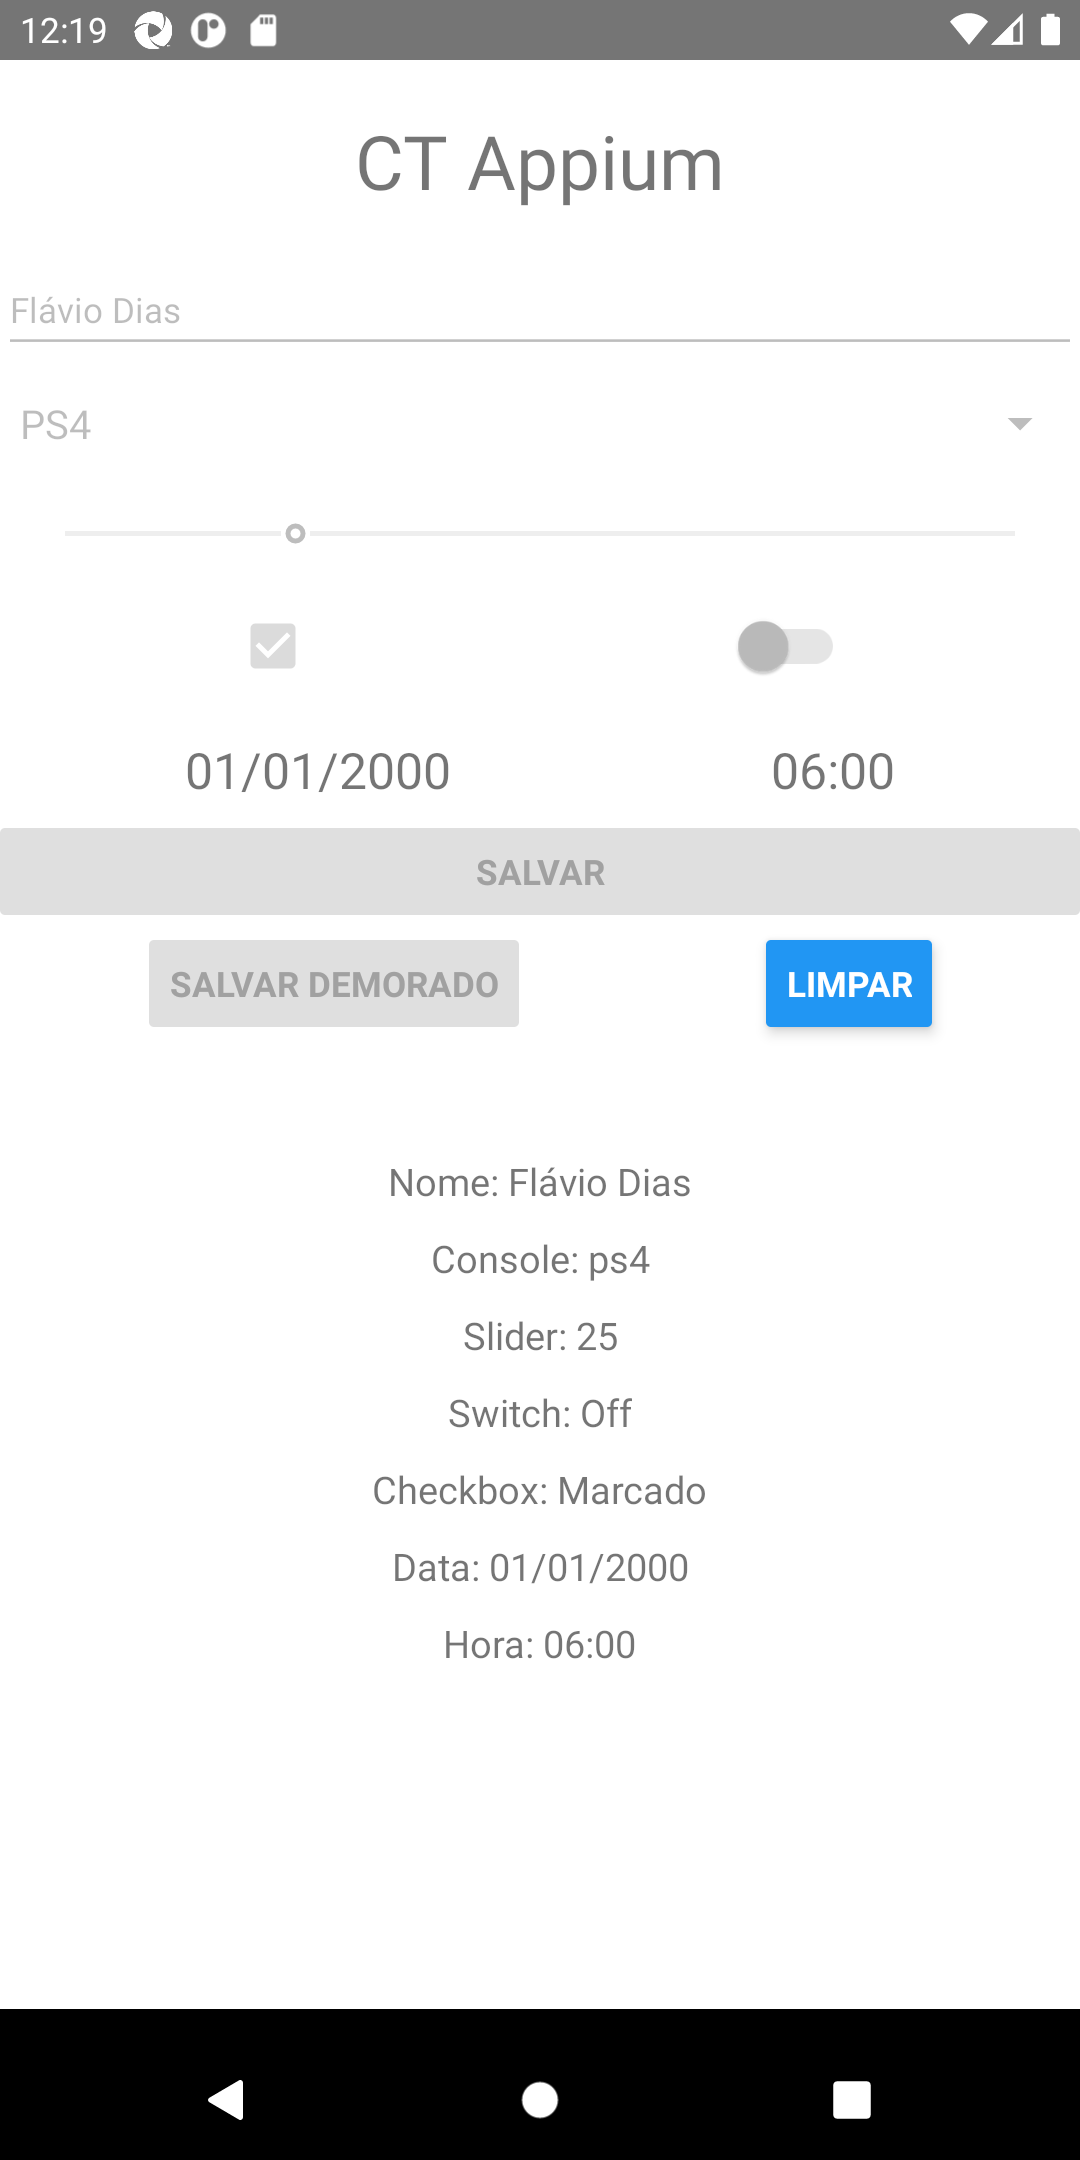 12:19
CT Appium
Flávio Dias
PS4
01/01/2000 06:00
SALVAR
SALVAR DEMORADO LIMPAR
Nome: Flávio Dias
Console: ps4
Slider: 25
Switch: Off
Checkbox: Marcado
Data: 01/01/2000
Hora: 06:00